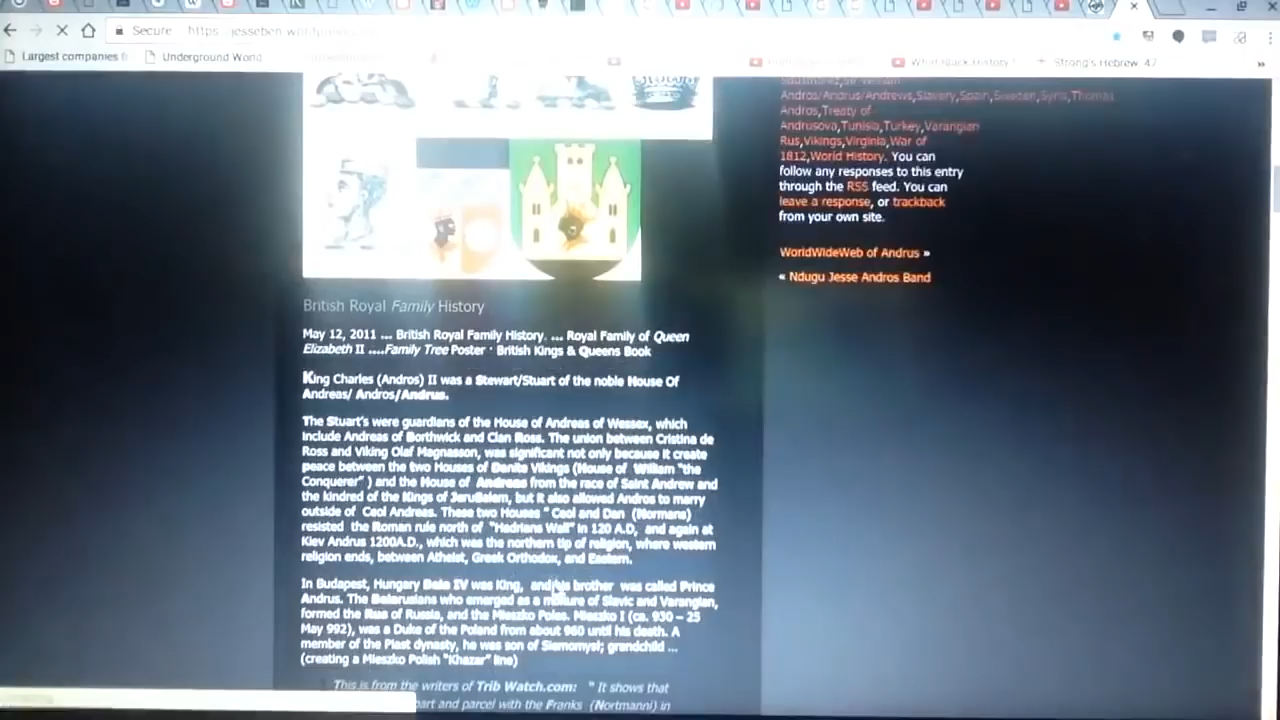 Secure
https
jesseben.wordpress
Largest companies
Underground World
What Black History
Strong's Hebrew 47
»
Andros/Andrus/Andrews,Slavery,Spain,Sweden,Syria,Thomas
Andros,Treaty of
Andrusova,Tunisia,Turkey,Varangian
Rus,Vikings,Virginia,War of
1812,World History. You can
follow any responses to this entry
through the RSS feed. You can
leave a response, or trackback
from your own site.
WorldWideWeb of Andrus »
« Ndugu Jesse Andros Band
British Royal Family History
May 12, 2011 ... British Royal Family History. ... Royal Family of Queen
Elizabeth II ....Family Tree Poster · British Kings & Queens Book
King Charles (Andros) II was a Stewart/Stuart of the noble House Of
Andreas/ Andros/Andrus.
The Stuart's were guardians of the House of Andreas of Wessex, which
include Andreas of Borthwick and Clan Ross. The union between Cristina de
Ross and Viking Olaf Magnasson, was significant not only because it create
peace between the two Houses of Danite Vikings (House of William "the
Conquerer" ) and the House of Andreas from the race of Saint Andrew and
the kindred of the Kings of JeruSalem, but it also allowed Andros to marry
outside of Ceol Andreas. These two Houses " Ceol and Dan (Normans)
resisted the Roman rule north of "Hadrians Wall" in 120 A.D, and again at
Kiev Andrus 1200A.D., which was the northern tip of religion, where western
religion ends, between Atheist, Greek Orthodox, and Eastern.
In Budapest, Hungary Bela IV was King, and his brother was called Prince
Andrus. The Belarusians who emerged as a mixture of Slavic and Varangian,
formed the Rus of Russia, and the Mieszko Poles. Mieszko I (ca. 930 – 25
May 992), was a Duke of the Poland from about 960 until his death. A
member of the Piast dynasty, he was son of Siemomysl; grandchild ...
(creating a Mieszko Polish "Khazar" line)
This is from the writers of Trib Watch.com: " It shows that
part and parcel with the Franks (Nortmanni) in